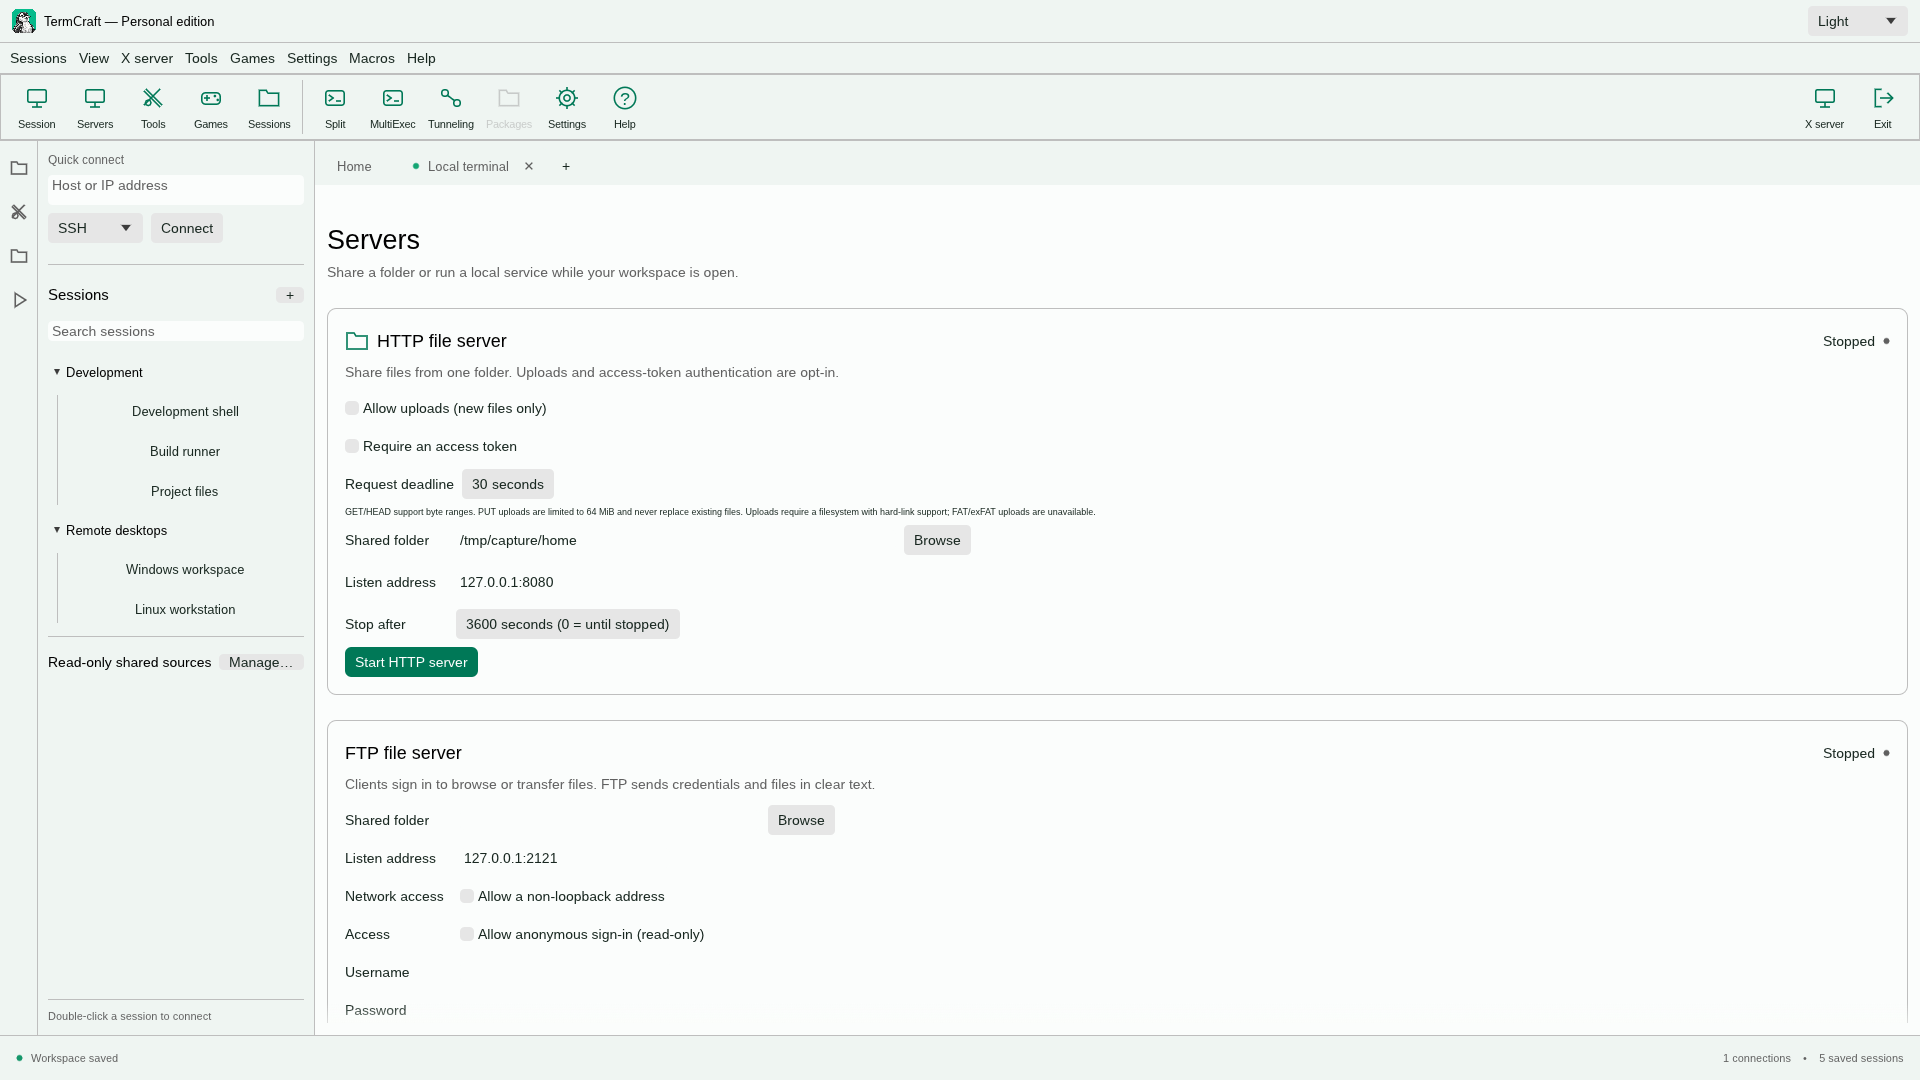 TermCraft — Personal edition
Light
Sessions View X server Tools Games Settings Macros Help
Session Servers Tools Games Sessions Split MultiExec Tunneling Packages Settings Help X server Exit
Quick connect
Host or IP address
SSH Connect
Sessions +
Search sessions
▾ Development
Development shell
Build runner
Project files
▾ Remote desktops
Windows workspace
Linux workstation
Read-only shared sources Manage…
Double-click a session to connect
Home Local terminal ✕ +
Servers
Share a folder or run a local service while your workspace is open.
HTTP file server Stopped
Share files from one folder. Uploads and access-token authentication are opt-in.
Allow uploads (new files only)
Require an access token
Request deadline 30 seconds
GET/HEAD support byte ranges. PUT uploads are limited to 64 MiB and never replace existing files. Uploads require a filesystem with hard-link support; FAT/exFAT uploads are unavailable.
Shared folder /tmp/capture/home Browse
Listen address 127.0.0.1:8080
Stop after 3600 seconds (0 = until stopped)
Start HTTP server
FTP file server Stopped
Clients sign in to browse or transfer files. FTP sends credentials and files in clear text.
Shared folder Browse
Listen address 127.0.0.1:2121
Network access Allow a non-loopback address
Access Allow anonymous sign-in (read-only)
Username
Password
Workspace saved
1 connections • 5 saved sessions